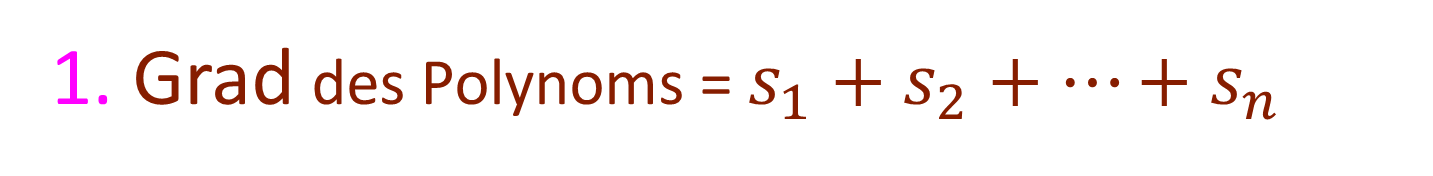 1. Grad des Polynoms = s₁ + s₂ + ⋯ + sₙ